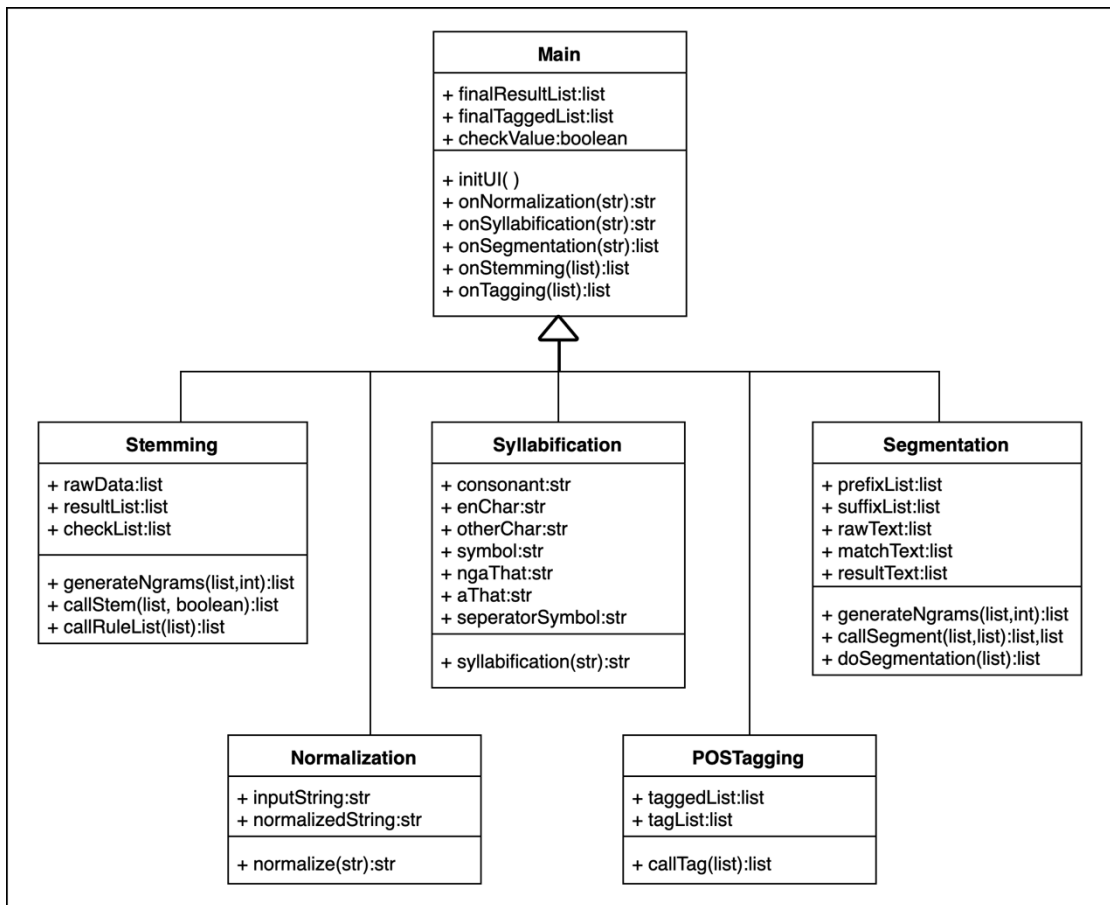 Main
+ finalResultList:list
+ finalTaggedList:list
+ checkValue:boolean
+ initUI( )
+ onNormalization(str):str
+ onSyllabification(str):str
+ onSegmentation(str):list
+ onStemming(list):list
+ onTagging(list):list
Stemming
+ rawData:list
+ resultList:list
+ checkList:list
+ generateNgrams(list,int):list
+ callStem(list, boolean):list
+ callRuleList(list):list
Syllabification
+ consonant:str
+ enChar:str
+ otherChar:str
+ symbol:str
+ ngaThat:str
+ aThat:str
+ seperatorSymbol:str
+ syllabification(str):str
Segmentation
+ prefixList:list
+ suffixList:list
+ rawText:list
+ matchText:list
+ resultText:list
+ generateNgrams(list,int):list
+ callSegment(list,list):list,list
+ doSegmentation(list):list
Normalization
+ inputString:str
+ normalizedString:str
+ normalize(str):str
POSTagging
+ taggedList:list
+ tagList:list
+ callTag(list):list